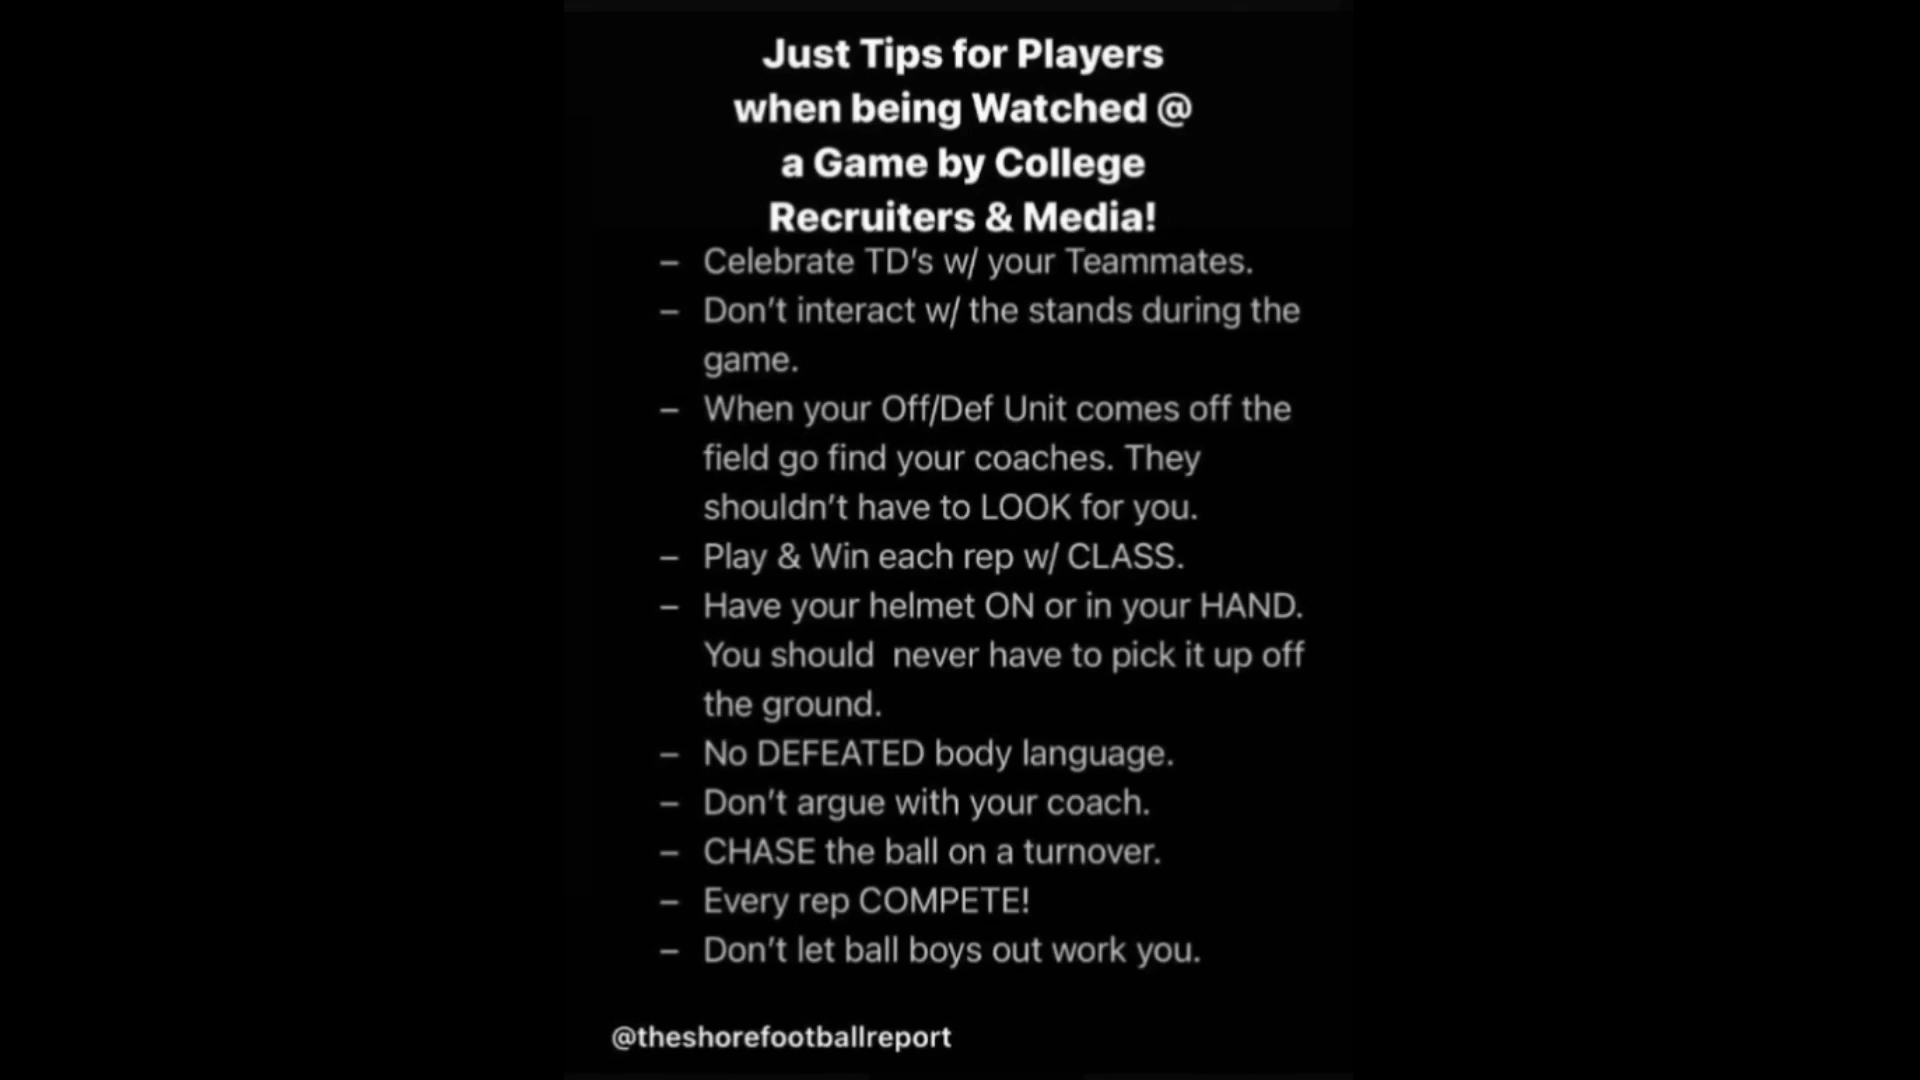 Just Tips for Players
when being Watched @
a Game by College
Recruiters & Media!
– Celebrate TD’s w/ your Teammates.
– Don’t interact w/ the stands during the
game.
– When your Off/Def Unit comes off the
field go find your coaches. They
shouldn’t have to LOOK for you.
– Play & Win each rep w/ CLASS.
– Have your helmet ON or in your HAND.
You should  never have to pick it up off
the ground.
– No DEFEATED body language.
– Don’t argue with your coach.
– CHASE the ball on a turnover.
– Every rep COMPETE!
– Don’t let ball boys out work you.
@theshorefootballreport